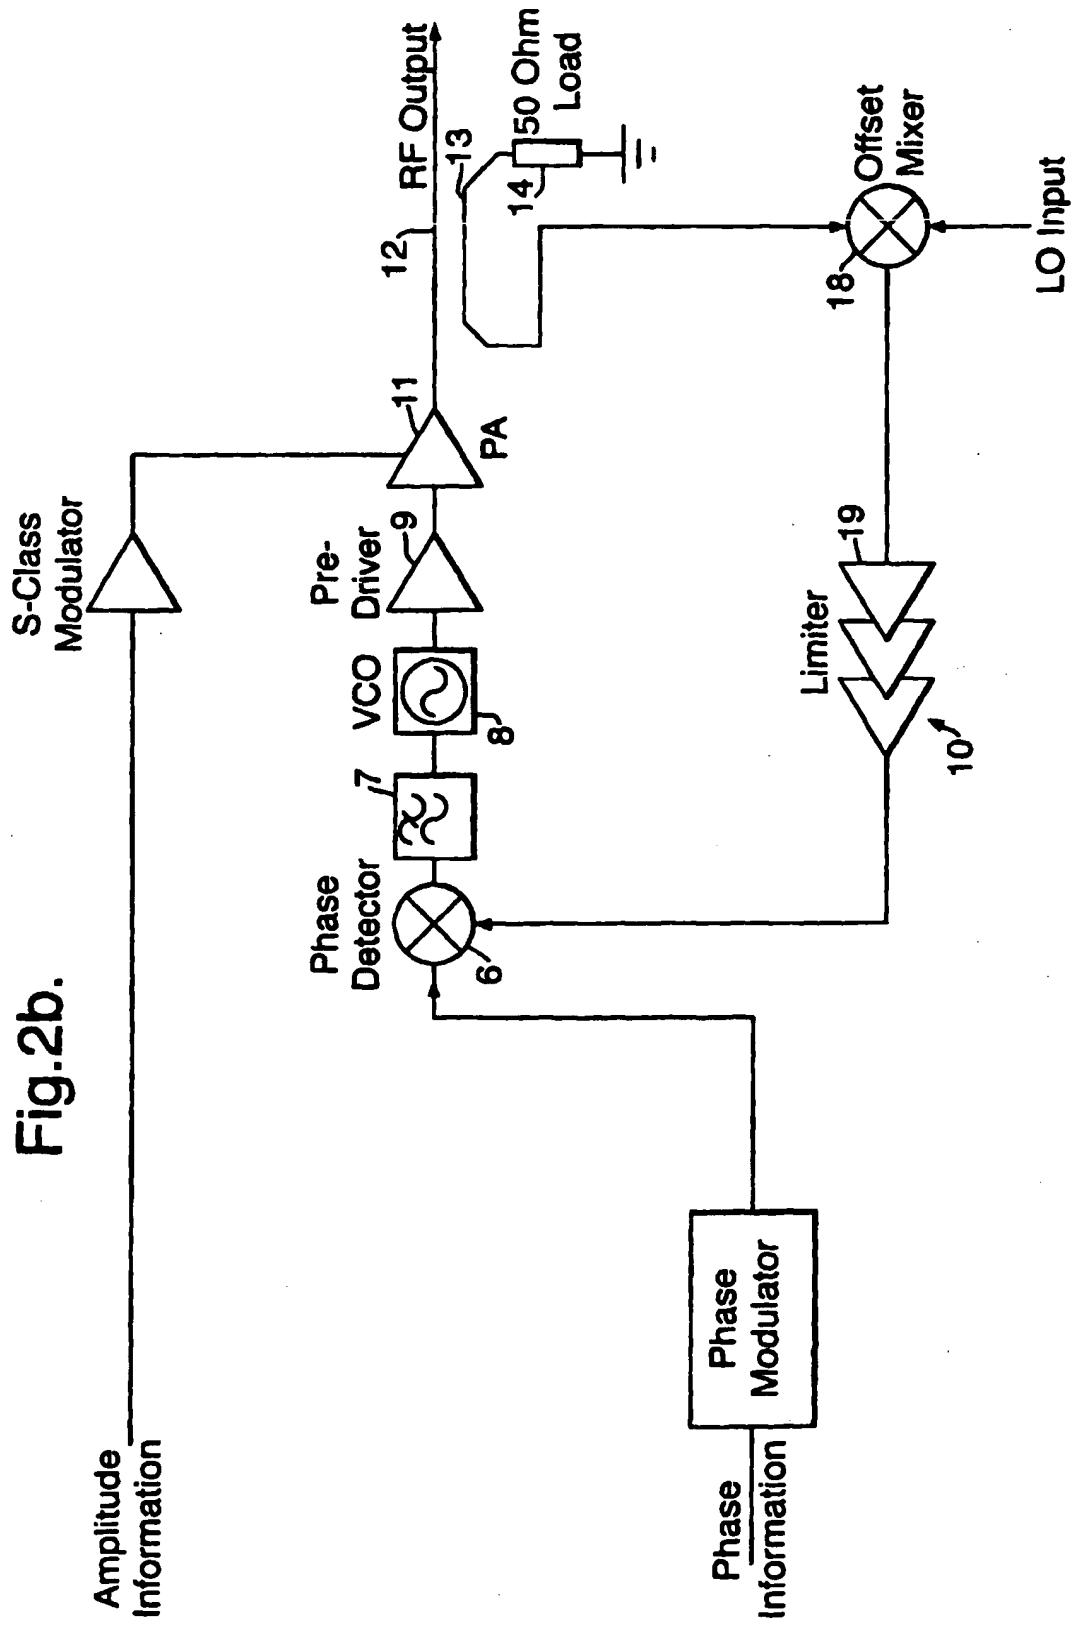 Fig.2b.
Amplitude
Information
S-Class
Modulator
Phase
Detector
6
7
VCO
8
Pre-
Driver
9
11
PA
12
RF Output
13
14
50 Ohm
Load
Phase
Information
Phase
Modulator
Limiter
10
19
18
Offset
Mixer
LO Input